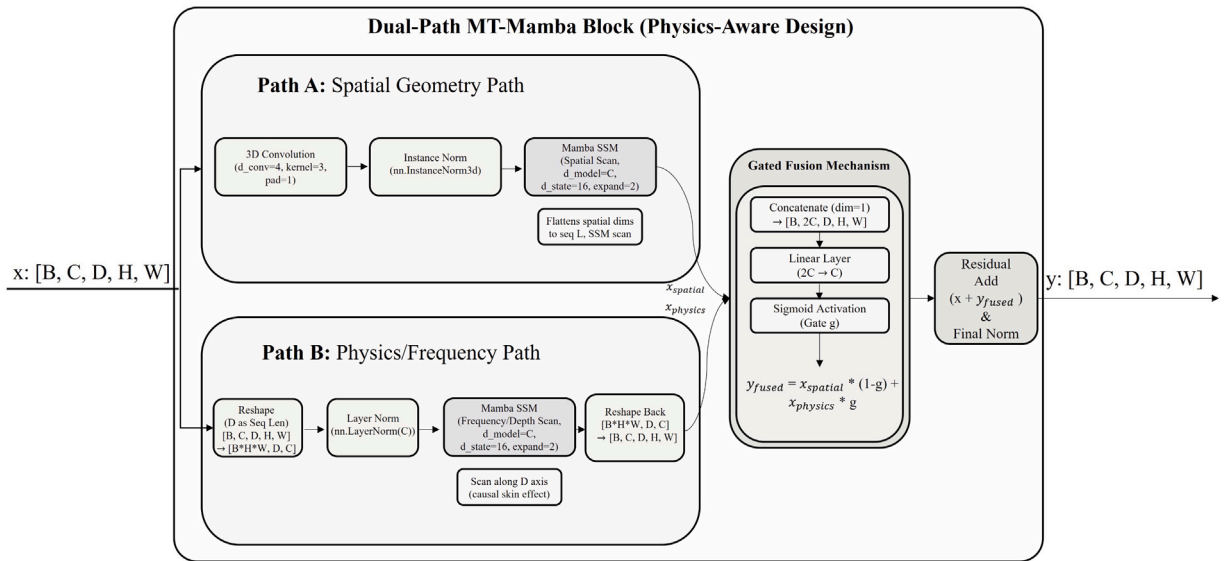 Dual-Path MT-Mamba Block (Physics-Aware Design)
Path A: Spatial Geometry Path
3D Convolution
(d_conv=4, kernel=3,
pad=1)
Instance Norm
(nn.InstanceNorm3d)
Mamba SSM
(Spatial Scan,
d_model=C,
d_state=16, expand=2)
Flattens spatial dims
to seq L, SSM scan
x: [B, C, D, H, W]
x_spatial
x_physics
Path B: Physics/Frequency Path
Reshape
(D as Seq Len)
[B, C, D, H, W]
→ [B*H*W, D, C]
Layer Norm
(nn.LayerNorm(C))
Mamba SSM
(Frequency/Depth Scan,
d_model=C,
d_state=16, expand=2)
Reshape Back
[B*H*W, D, C]
→ [B, C, D, H, W]
Scan along D axis
(causal skin effect)
Gated Fusion Mechanism
Concatenate (dim=1)
→ [B, 2C, D, H, W]
Linear Layer
(2C → C)
Sigmoid Activation
(Gate g)
y_fused = x_spatial * (1-g) +
x_physics * g
Residual
Add
(x + y_fused )
&
Final Norm
y: [B, C, D, H, W]